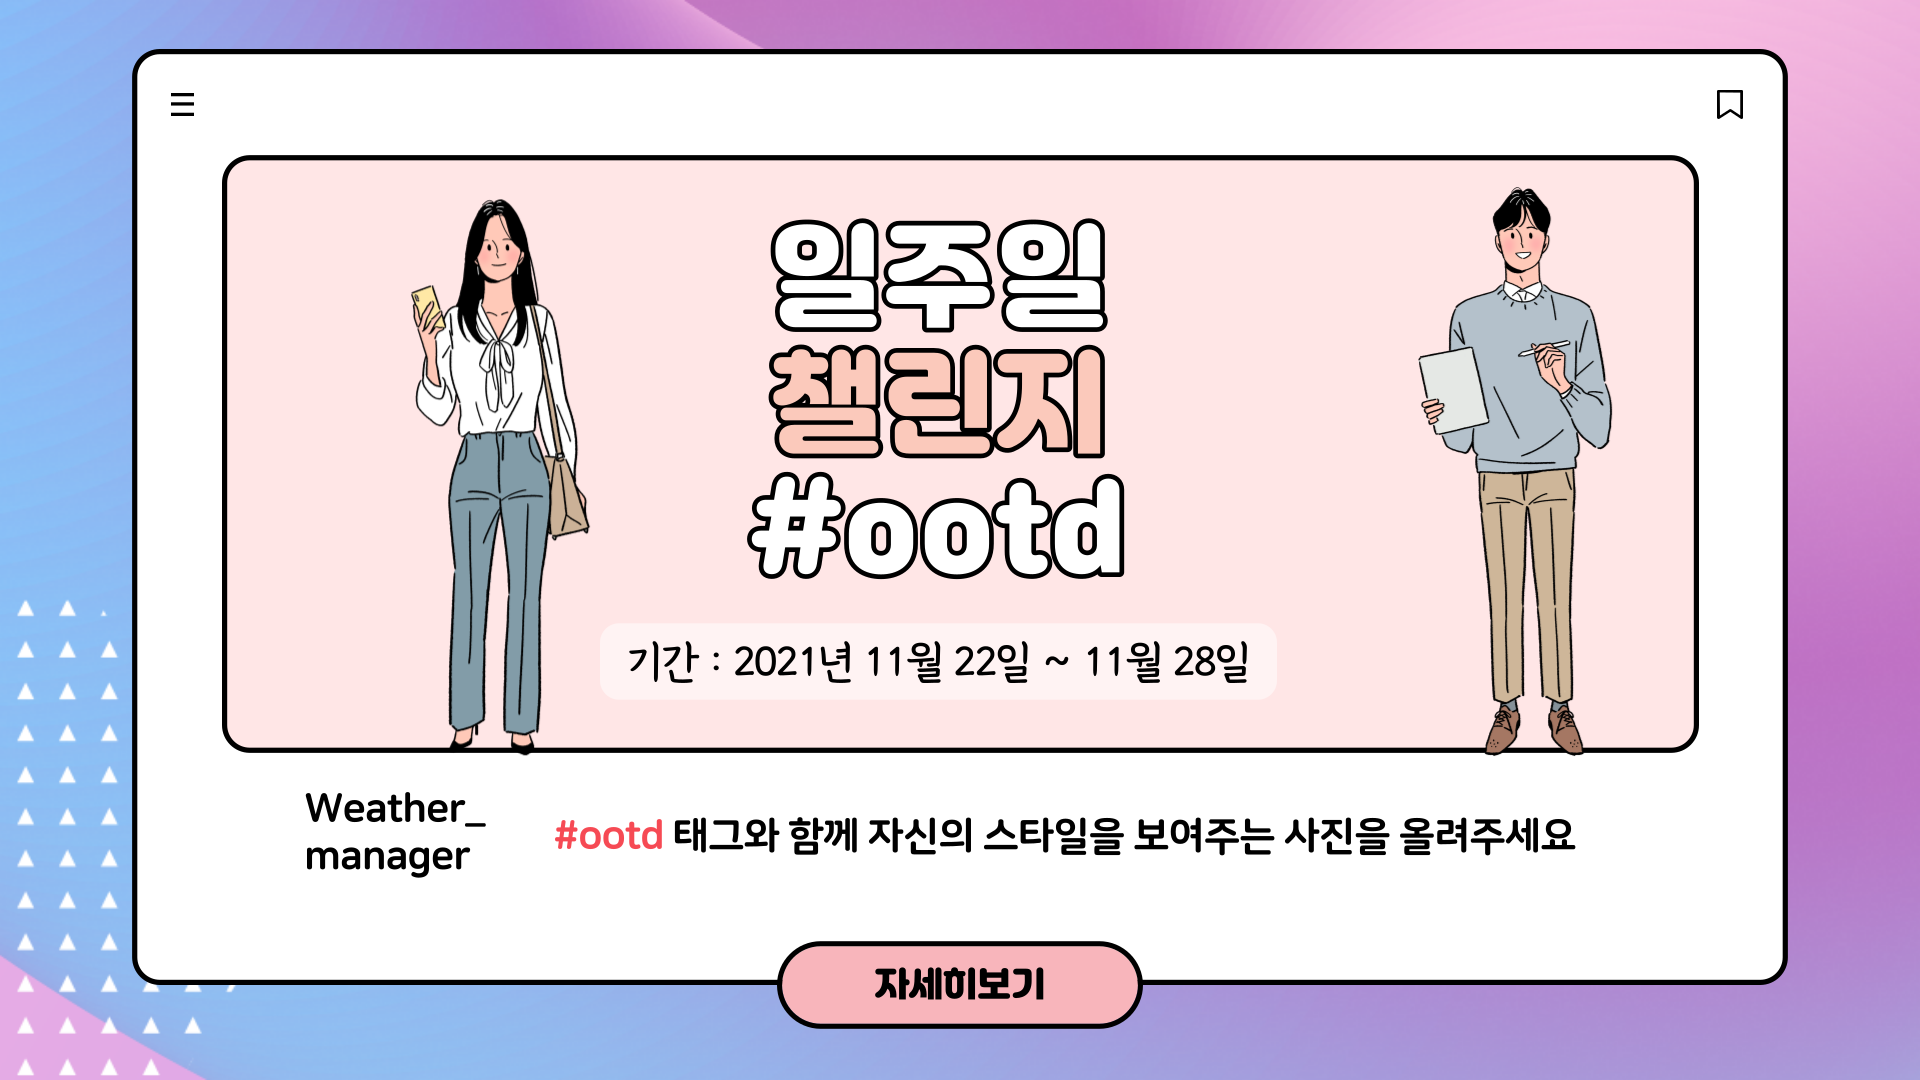 일주일
챌린지
#ootd
기간 : 2021년 11월 22일 ~ 11월 28일
Weather_
manager
#ootd 태그와 함께 자신의 스타일을 보여주는 사진을 올려주세요
자세히보기